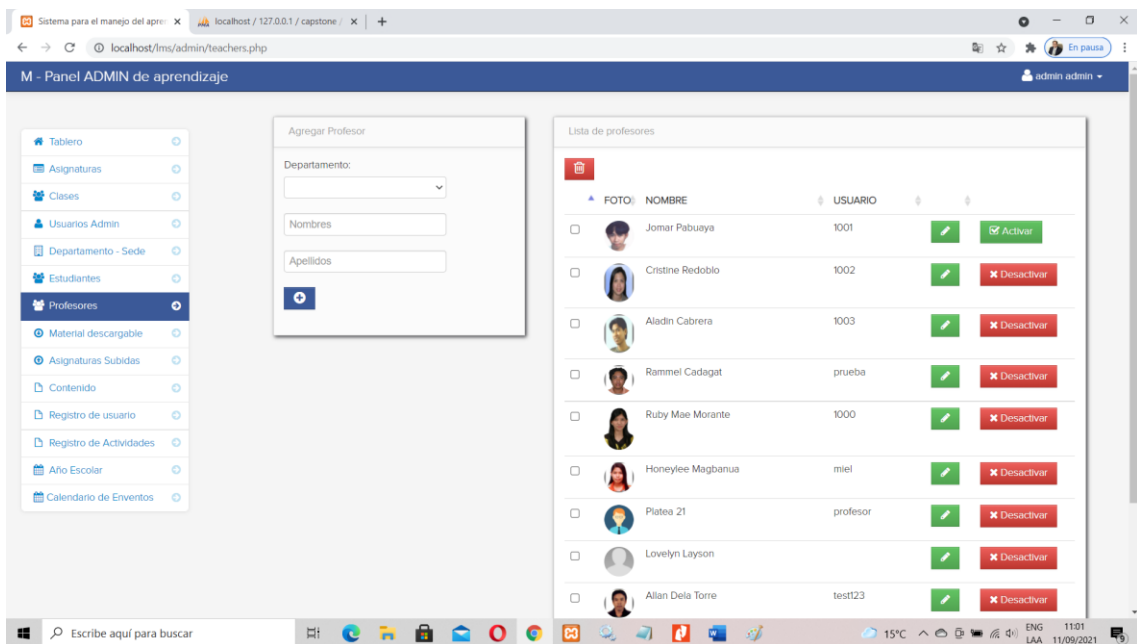 Sistema para el manejo del apre
localhost / 127.0.0.1 / capstone /
localhost/lms/admin/teachers.php
En pausa
M - Panel ADMIN de aprendizaje
admin admin
Tablero
Asignaturas
Clases
Usuarios Admin
Departamento - Sede
Estudiantes
Profesores
Material descargable
Asignaturas Subidas
Contenido
Registro de usuario
Registro de Actividades
Año Escolar
Calendario de Enventos
Agregar Profesor
Departamento:
Nombres
Apellidos
Lista de profesores
FOTO NOMBRE USUARIO
Jomar Pabuaya 1001 Activar
Cristine Redoblo 1002 Desactivar
Aladin Cabrera 1003 Desactivar
Rammel Cadagat prueba Desactivar
Ruby Mae Morante 1000 Desactivar
Honeylee Magbanua miel Desactivar
Platea 21 profesor Desactivar
Lovelyn Layson Desactivar
Allan Dela Torre test123 Desactivar
Escribe aquí para buscar
15°C
ENG 11:01
LAA 11/09/2021